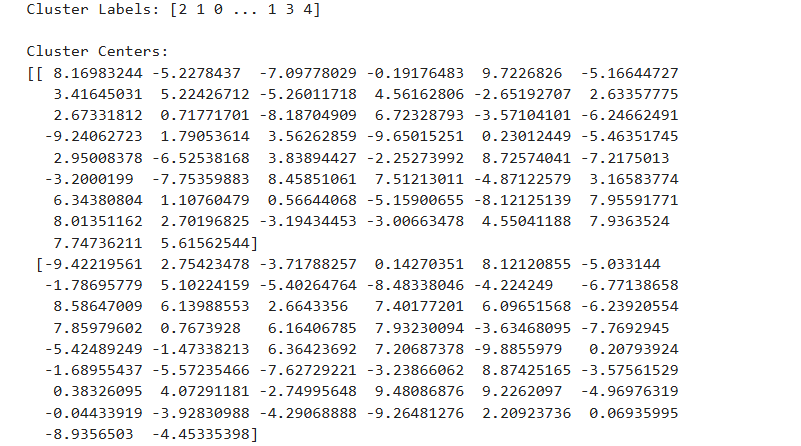 Cluster Labels: [2 1 0 ... 1 3 4]
Cluster Centers:
[[ 8.16983244 -5.2278437  -7.09778029 -0.19176483  9.7226826  -5.16644727
3.41645031  5.22426712 -5.26011718  4.56162806 -2.65192707  2.63357775
2.67331812  0.71771701 -8.18704909  6.72328793 -3.57104101 -6.24662491
-9.24062723  1.79053614  3.56262859 -9.65015251  0.23012449 -5.46351745
2.95008378 -6.52538168  3.83894427 -2.25273992  8.72574041 -7.2175013
-3.2000199  -7.75359883  8.45851061  7.51213011 -4.87122579  3.16583774
6.34380804  1.10760479  0.56644068 -5.15900655 -8.12125139  7.95591771
8.01351162  2.70196825 -3.19434453 -3.00663478  4.55041188  7.9363524
7.74736211  5.61562544]
[-9.42219561  2.75423478 -3.71788257  0.14270351  8.12120855 -5.033144
-1.78695779  5.10224159 -5.40264764 -8.48338046 -4.224249   -6.77138658
8.58647009  6.13988553  2.6643356   7.40177201  6.09651568 -6.23920554
7.85979602  0.7673928   6.16406785  7.93230094 -3.63468095 -7.7692945
-5.42489249 -1.47338213  6.36423692  7.20687378 -9.8855979   0.20793924
-1.68955437 -5.57235466 -7.62729221 -3.23866062  8.87425165 -3.57561529
0.38326095  4.07291181 -2.74995648  9.48086876  9.2262097  -4.96976319
-0.04433919 -3.92830988 -4.29068888 -9.26481276  2.20923736  0.06935995
-8.9356503  -4.45335398]